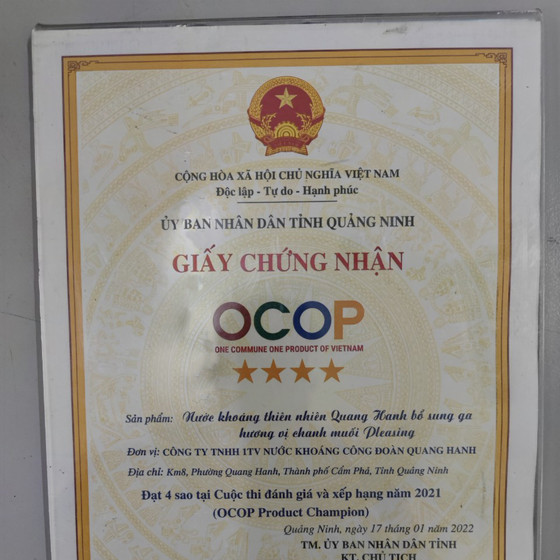 CỘNG HÒA XÃ HỘI CHỦ NGHĨA VIỆT NAM
Độc lập - Tự do - Hạnh phúc
ỦY BAN NHÂN DÂN TỈNH QUẢNG NINH
GIẤY CHỨNG NHẬN
OCOP
ONE COMMUNE ONE PRODUCT OF VIETNAM
Sản phẩm: Nước khoáng thiên nhiên Quang Hanh bổ sung ga
hương vị chanh muối Pleasing
Đơn vị: CÔNG TY TNHH 1TV NƯỚC KHOÁNG CÔNG ĐOÀN QUANG HANH
Địa chỉ: Km8, Phường Quang Hanh, Thành phố Cẩm Phả, Tỉnh Quảng Ninh
Đạt 4 sao tại Cuộc thi đánh giá và xếp hạng năm 2021
(OCOP Product Champion)
Quảng Ninh, ngày 17 tháng 01 năm 2022
TM. ỦY BAN NHÂN DÂN TỈNH
KT. CHỦ TỊCH